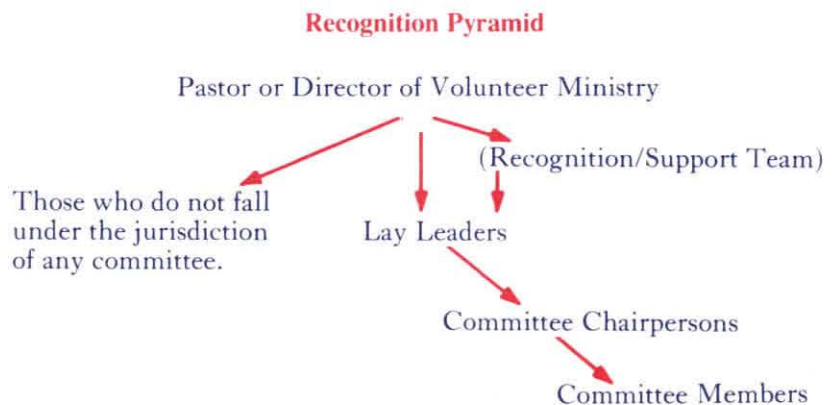 Recognition Pyramid
Pastor or Director of Volunteer Ministry
(Recognition/Support Team)
Those who do not fall
under the jurisdiction
of any committee.
Lay Leaders
Committee Chairpersons
Committee Members